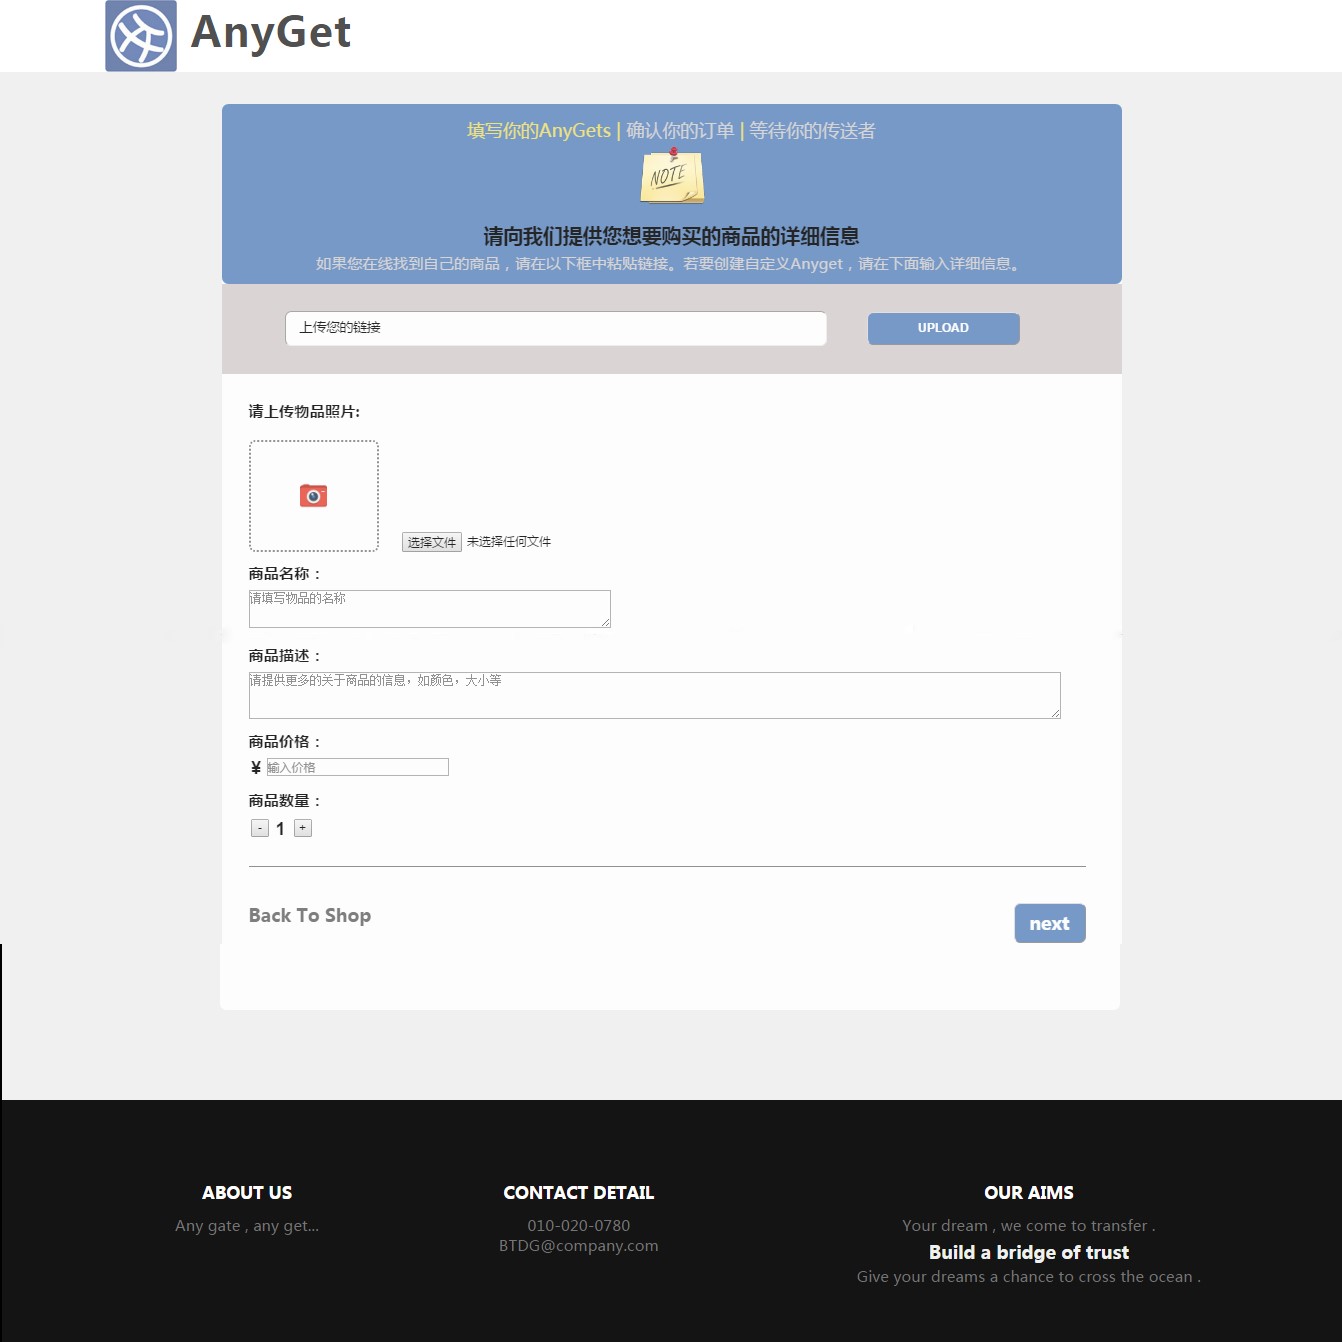 AnyGet
填写你的AnyGets | 确认你的订单 | 等待你的传送者
NOTE
请向我们提供您想要购买的商品的详细信息
如果您在线找到自己的商品，请在以下框中粘贴链接。若要创建自定义Anyget，请在下面输入详细信息。
上传您的链接 UPLOAD
请上传物品照片:
选择文件 未选择任何文件
商品名称：
请填写物品的名称
商品描述：
请提供更多的关于商品的信息，如颜色，大小等
商品价格：
¥ 输入价格
商品数量：
- 1 +
Back To Shop next
ABOUT US
Any gate , any get...
CONTACT DETAIL
010-020-0780
BTDG@company.com
OUR AIMS
Your dream , we come to transfer .
Build a bridge of trust
Give your dreams a chance to cross the ocean .